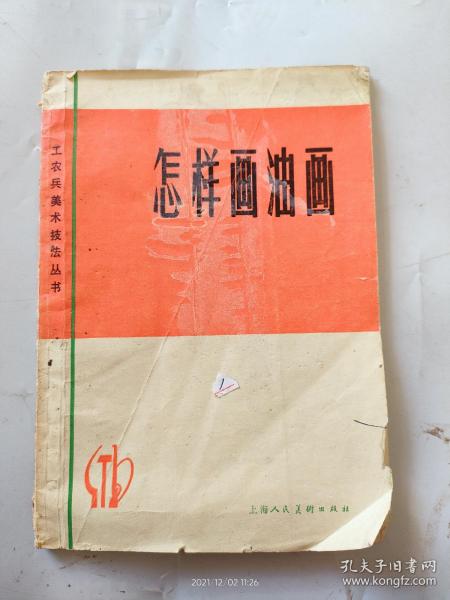 怎样画油画
工农兵美术技法丛书
1
上海人民美术出版社
2021/12/02 11:26
孔夫子旧书网
www.kongfz.com